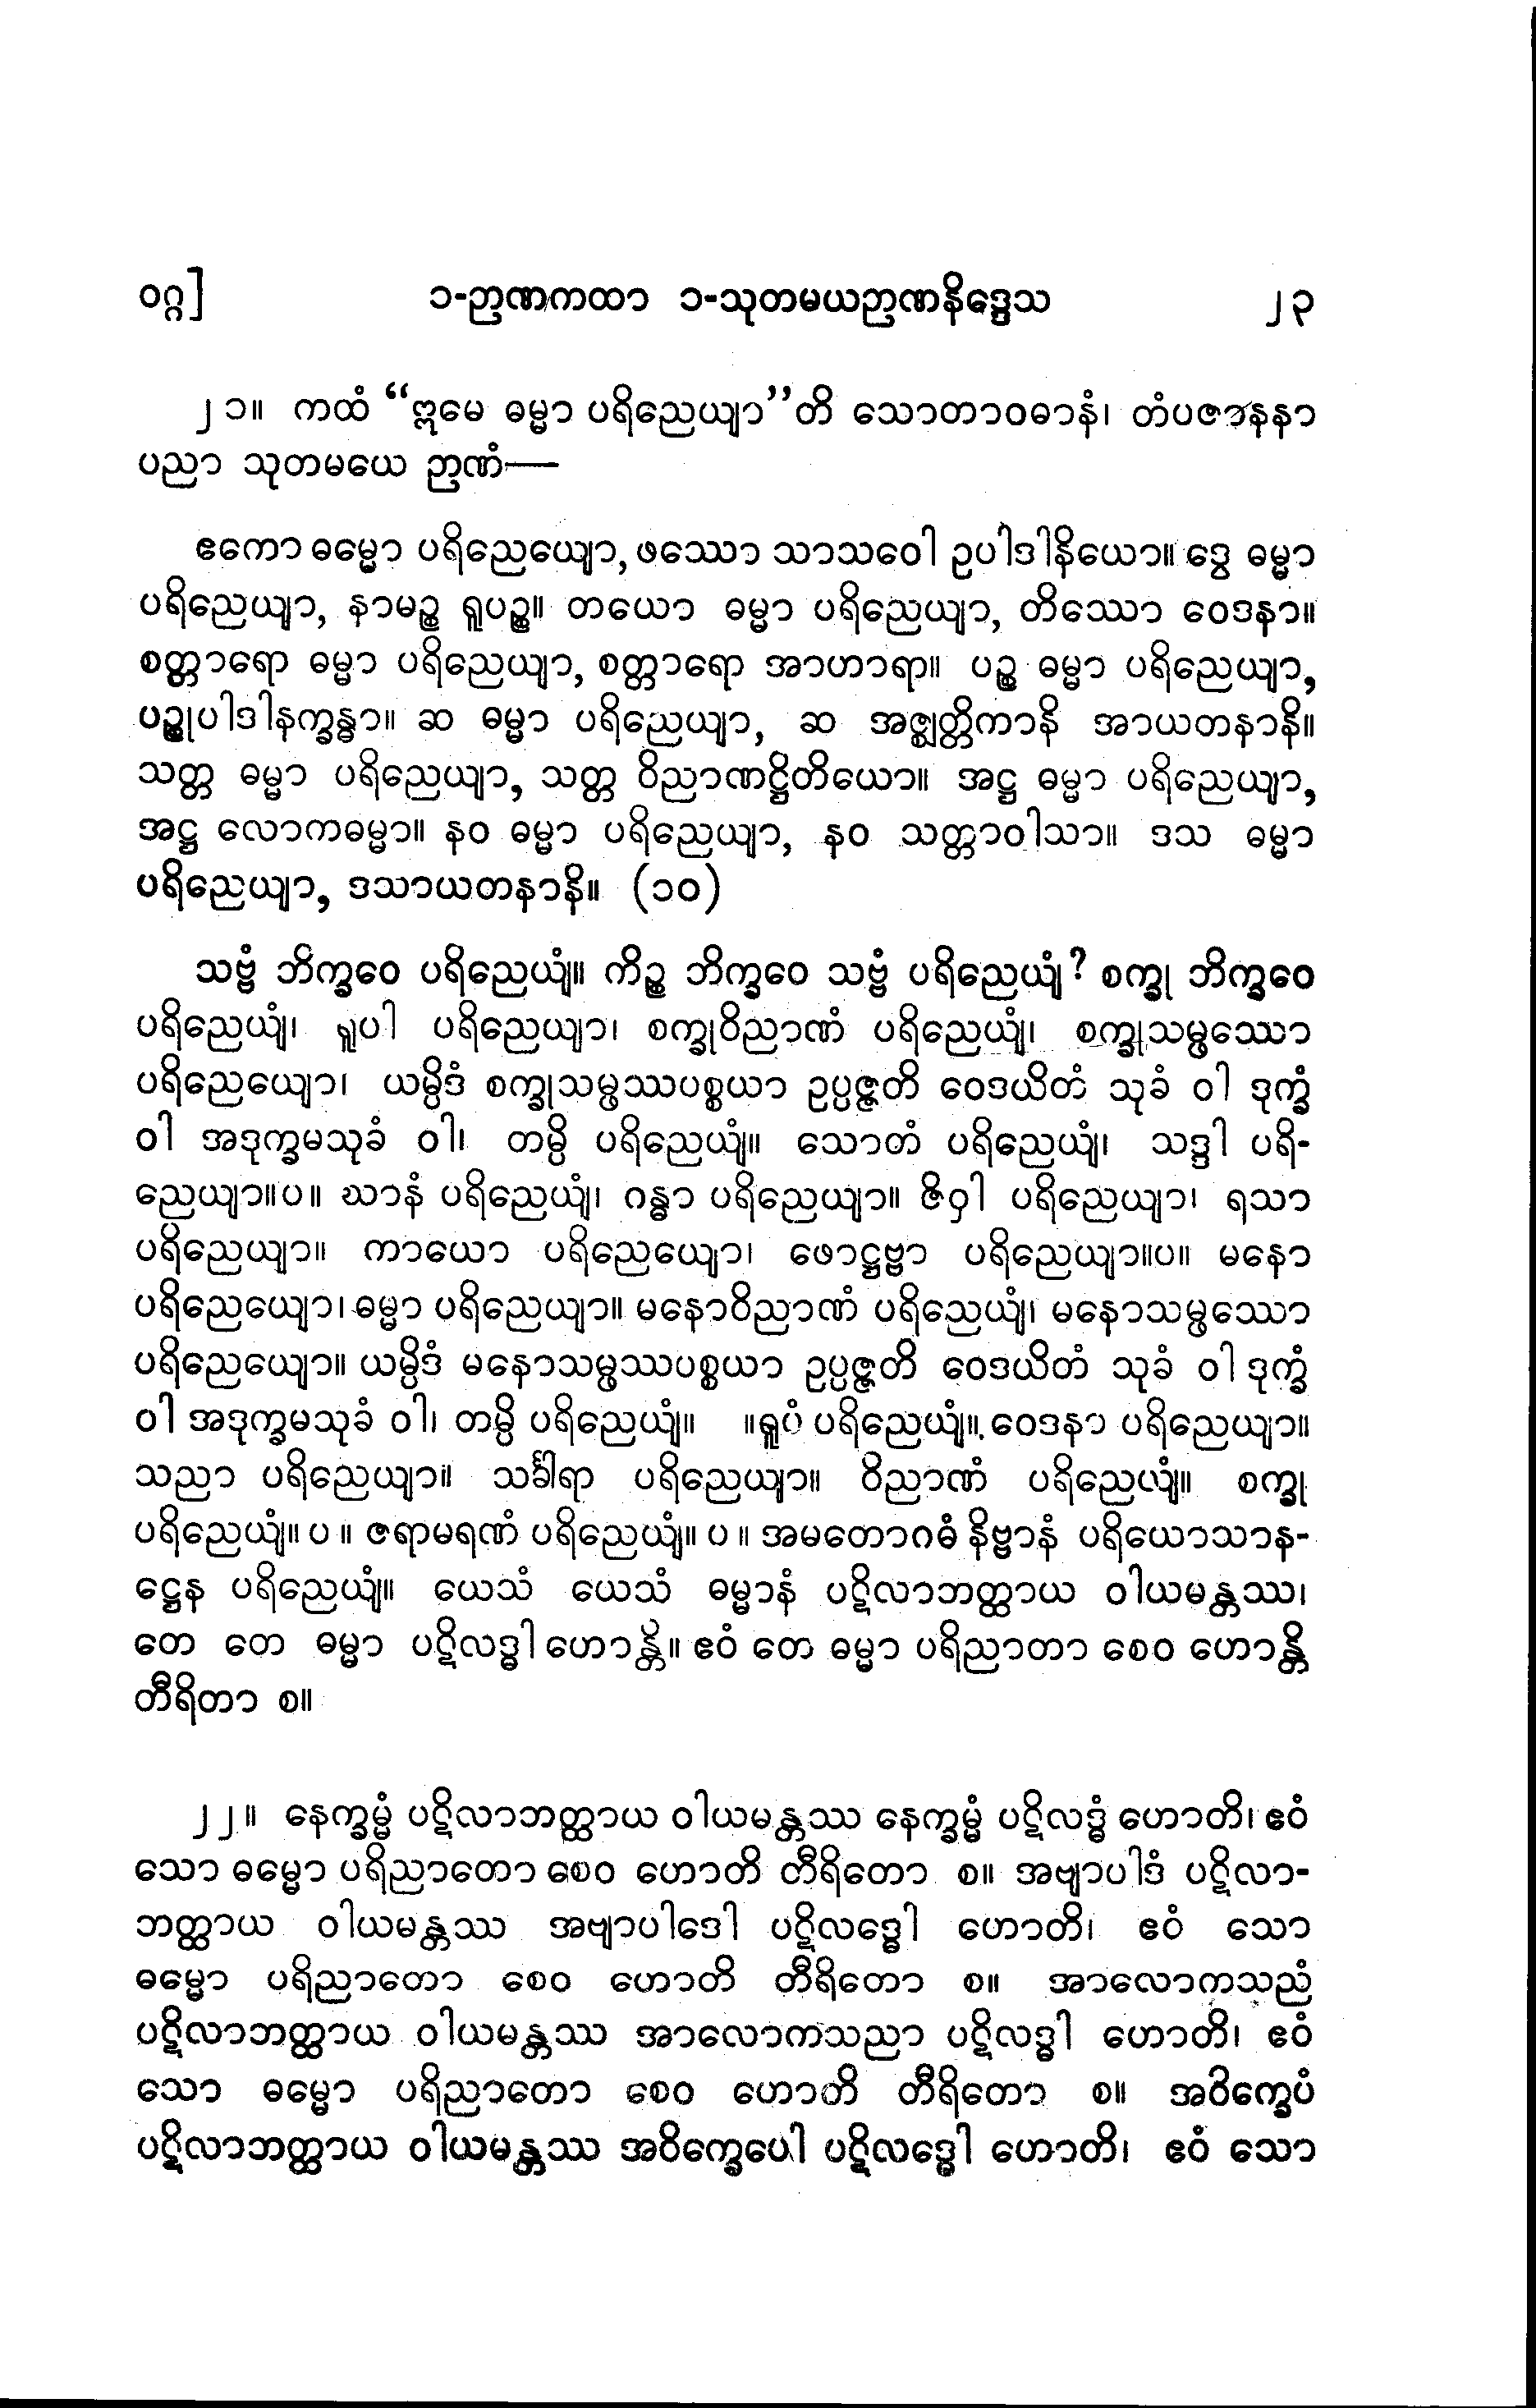 ဝဂ္ဂ]
၁-ဉာဏကထာ ၁-သုတမယဉာဏနိဒ္ဒေသ
၂၃
၂၁။ ကထံ “ဣမေ ဓမ္မာ ပရိညေယျာ”တိ သောတာဝဓာနံ၊ တံပဇာနနာ
ပညာ သုတမယေ ဉာဏံ—
ဧကော ဓမ္မော ပရိညေယျော, ဖဿော သာသဝေါ ဥပါဒါနိယော။ ဒွေ ဓမ္မာ
ပရိညေယျာ, နာမဉ္စ ရူပဉ္စ။ တယော ဓမ္မာ ပရိညေယျာ, တိဿော ဝေဒနာ။
စတ္တာရော ဓမ္မာ ပရိညေယျာ, စတ္တာရော အာဟာရာ။ ပဉ္စ ဓမ္မာ ပရိညေယျာ,
ပဉ္စုပါဒါနက္ခန္ဓာ။ ဆ ဓမ္မာ ပရိညေယျာ, ဆ အဇ္ဈတ္တိကာနိ အာယတနာနိ။
သတ္တ ဓမ္မာ ပရိညေယျာ, သတ္တ ဝိညာဏဋ္ဌိတိယော။ အဋ္ဌ ဓမ္မာ ပရိညေယျာ,
အဋ္ဌ လောကဓမ္မာ။ နဝ ဓမ္မာ ပရိညေယျာ, နဝ သတ္တာဝါသာ။ ဒသ ဓမ္မာ
ပရိညေယျာ, ဒသာယတနာနိ။ (၁၀)
သဗ္ဗံ ဘိက္ခဝေ ပရိညေယျံ။ ကိဉ္စ ဘိက္ခဝေ သဗ္ဗံ ပရိညေယျံ? စက္ခု ဘိက္ခဝေ
ပရိညေယျံ၊ ရူပါ ပရိညေယျာ၊ စက္ခုဝိညာဏံ ပရိညေယျံ၊ စက္ခုသမ္ဖဿော
ပရိညေယျော၊ ယမ္ပိဒံ စက္ခုသမ္ဖဿပစ္စယာ ဥပ္ပဇ္ဇတိ ဝေဒယိတံ သုခံ ဝါ ဒုက္ခံ
ဝါ အဒုက္ခမသုခံ ဝါ၊ တမ္ပိ ပရိညေယျံ။ သောတံ ပရိညေယျံ၊ သဒ္ဒါ ပရိ-
ညေယျာ။ပ။ ဃာနံ ပရိညေယျံ၊ ဂန္ဓာ ပရိညေယျာ။ ဇိဝှါ ပရိညေယျာ၊ ရသာ
ပရိညေယျာ။ ကာယော ပရိညေယျော၊ ဖောဋ္ဌဗ္ဗာ ပရိညေယျာ။ပ။ မနော
ပရိညေယျော၊ ဓမ္မာ ပရိညေယျာ။ မနောဝိညာဏံ ပရိညေယျံ၊ မနောသမ္ဖဿော
ပရိညေယျော။ ယမ္ပိဒံ မနောသမ္ဖဿပစ္စယာ ဥပ္ပဇ္ဇတိ ဝေဒယိတံ သုခံ ဝါ ဒုက္ခံ
ဝါ အဒုက္ခမသုခံ ဝါ၊ တမ္ပိ ပရိညေယျံ။ ။ရူပံ ပရိညေယျံ။ ဝေဒနာ ပရိညေယျာ။
သညာ ပရိညေယျာ။ သင်္ခါရာ ပရိညေယျာ။ ဝိညာဏံ ပရိညေယျံ။ စက္ခု
ပရိညေယျံ။ ပ ။ ဇရာမရဏံ ပရိညေယျံ။ ပ ။ အမတောဂဓံ နိဗ္ဗာနံ ပရိယောသာန-
ဋ္ဌေန ပရိညေယျံ။ ယေသံ ယေသံ ဓမ္မာနံ ပဋိလာဘတ္ထာယ ဝါယမန္တဿ၊
တေ တေ ဓမ္မာ ပဋိလဒ္ဓါ ဟောန္တိ။ ဧဝံ တေ ဓမ္မာ ပရိညာတာ စေဝ ဟောန္တိ
တီရိတာ စ။
၂၂။ နေက္ခမ္မံ ပဋိလာဘတ္ထာယ ဝါယမန္တဿ နေက္ခမ္မံ ပဋိလဒ္ဓံ ဟောတိ၊ ဧဝံ
သော ဓမ္မော ပရိညာတော စေဝ ဟောတိ တီရိတော စ။ အဗျာပါဒံ ပဋိလာ-
ဘတ္ထာယ ဝါယမန္တဿ အဗျာပါဒေါ ပဋိလဒ္ဓေါ ဟောတိ၊ ဧဝံ သော
ဓမ္မော ပရိညာတော စေဝ ဟောတိ တီရိတော စ။ အာလောကသညံ
ပဋိလာဘတ္ထာယ ဝါယမန္တဿ အာလောကသညာ ပဋိလဒ္ဓါ ဟောတိ၊ ဧဝံ
သော ဓမ္မော ပရိညာတော စေဝ ဟောတိ တီရိတော စ။ အဝိက္ခေပံ
ပဋိလာဘတ္ထာယ ဝါယမန္တဿ အဝိက္ခေပေါ ပဋိလဒ္ဓေါ ဟောတိ၊ ဧဝံ သော